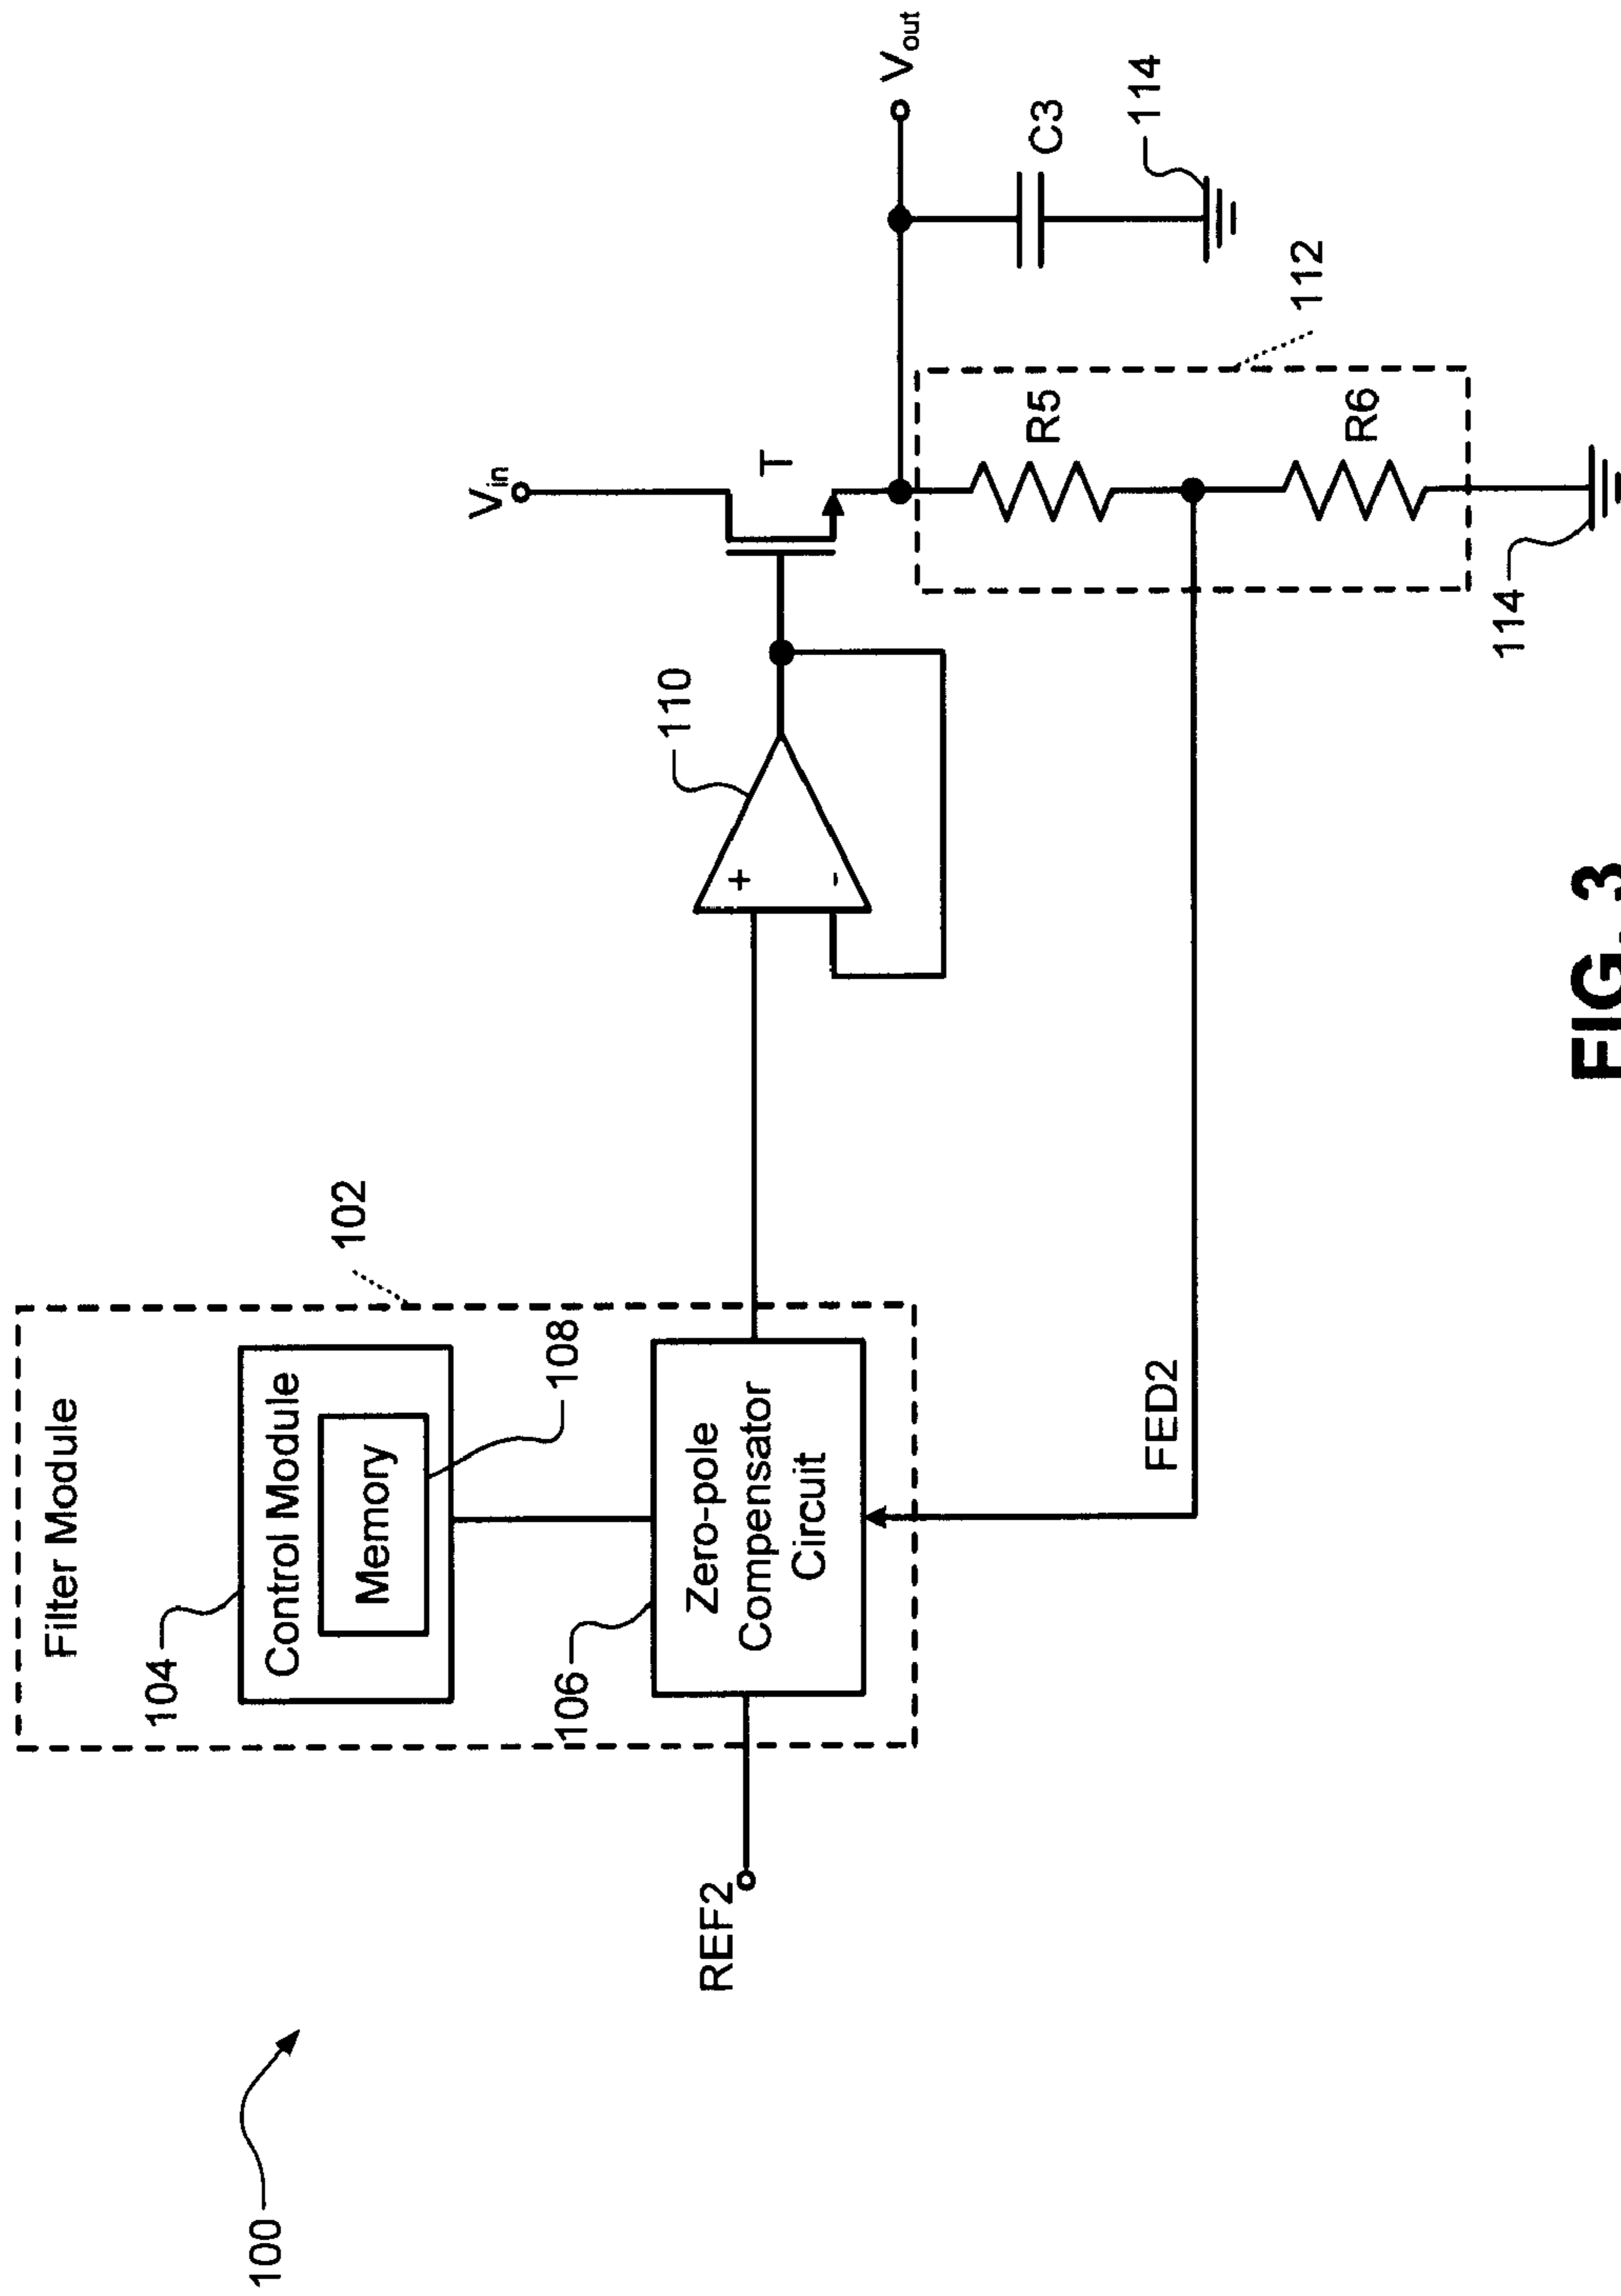 100
Filter Module
102
104
Control Module
Memory
108
106
Zero-pole
Compensator
Circuit
REF2
FED2
110
+
-
Vin
T
Vout
C3
114
112
R5
R6
114
FIG. 3